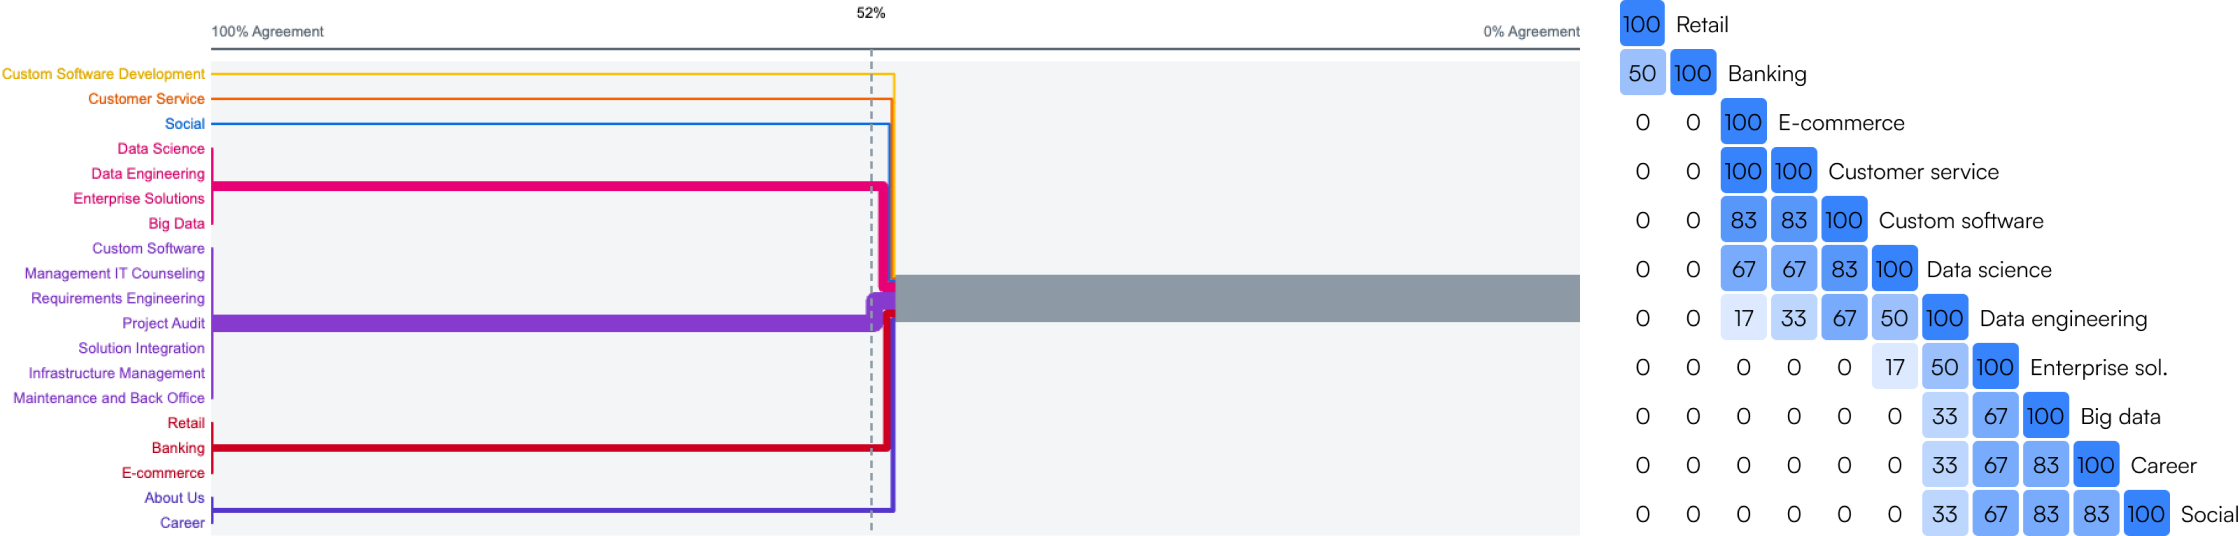 52%
100% Agreement 0% Agreement
Custom Software Development
Customer Service
Social
Data Science
Data Engineering
Enterprise Solutions
Big Data
Custom Software
Management IT Counseling
Requirements Engineering
Project Audit
Solution Integration
Infrastructure Management
Maintenance and Back Office
Retail
Banking
E-commerce
About Us
Career
100 Retail
50 100 Banking
0 0 100 E-commerce
0 0 100 100 Customer service
0 0 83 83 100 Custom software
0 0 67 67 83 100 Data science
0 0 17 33 67 50 100 Data engineering
0 0 0 0 0 17 50 100 Enterprise sol.
0 0 0 0 0 0 33 67 100 Big data
0 0 0 0 0 0 33 67 83 100 Career
0 0 0 0 0 0 33 67 83 83 100 Social